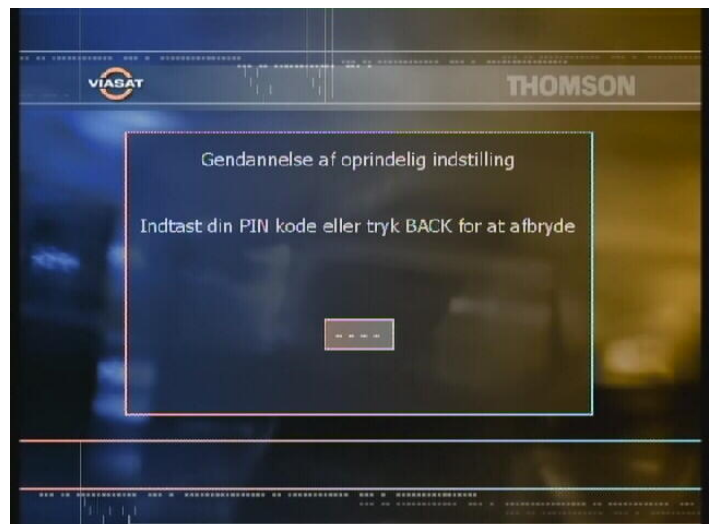 VIASAT
THOMSON
Gendannelse af oprindelig indstilling
Indtast din PIN kode eller tryk BACK for at afbryde
- - - -